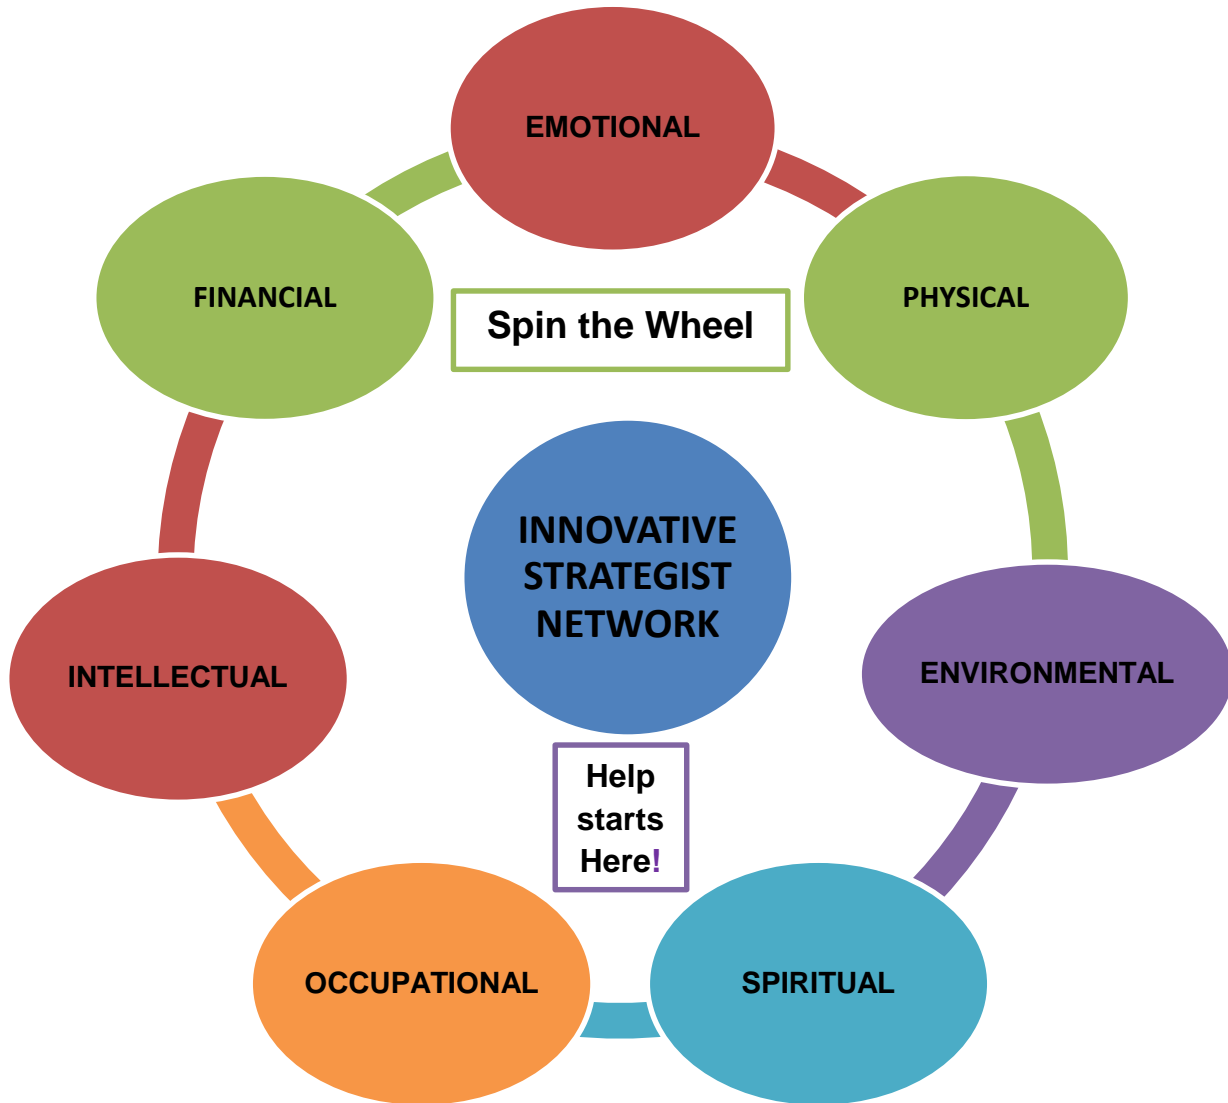 EMOTIONAL
FINANCIAL
PHYSICAL
Spin the Wheel
INNOVATIVE
STRATEGIST
NETWORK
INTELLECTUAL
ENVIRONMENTAL
Help
starts
Here!
OCCUPATIONAL
SPIRITUAL